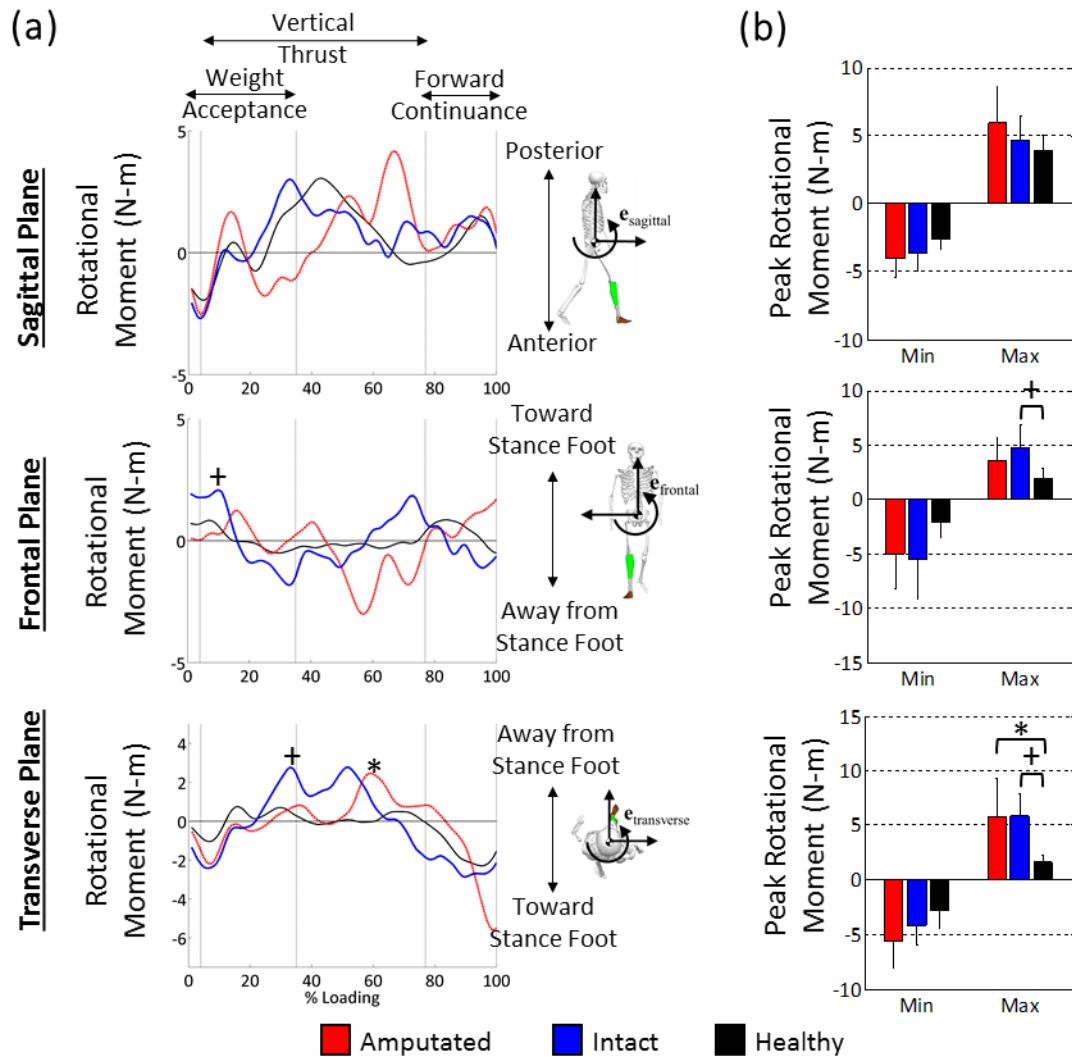 (a)
Vertical
Thrust
Weight
Acceptance
Forward
Continuance
Sagittal Plane
Rotational
Moment (N-m)
5
0
-5
0 20 40 60 80 100
Posterior
e sagittal
Anterior
Frontal Plane
Rotational
Moment (N-m)
5
0
-5
+
0 20 40 60 80 100
Toward
Stance Foot
e frontal
Away from
Stance Foot
Transverse Plane
Rotational
Moment (N-m)
4
2
0
-2
-4
-6
+ *
0 20 40 60 80 100
% Loading
Away from
Stance Foot
e transverse
Toward
Stance Foot
(b)
Peak Rotational
Moment (N-m)
10
5
0
-5
-10
Min Max
Peak Rotational
Moment (N-m)
10
5
0
-5
-10
-15
+
Min Max
Peak Rotational
Moment (N-m)
15
10
5
0
-5
-10
*
+
Min Max
Amputated Intact Healthy